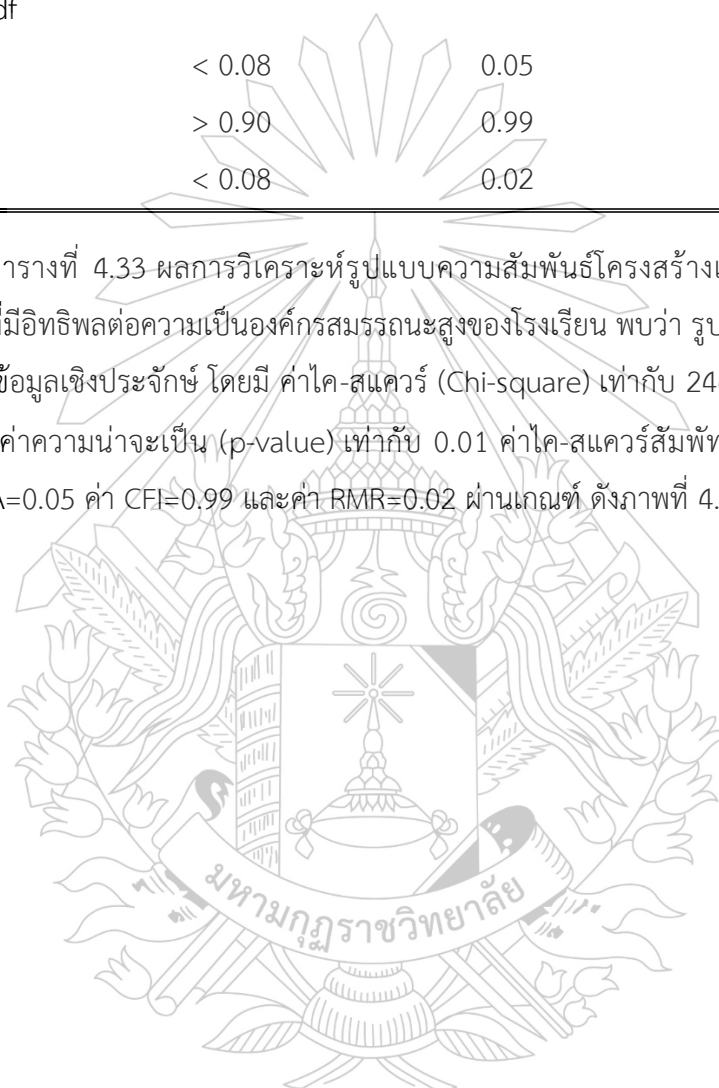 df
< 0.08 0.05
> 0.90 0.99
< 0.08 0.02
ารางที่ 4.33 ผลการวิเคราะห์รูปแบบความสัมพันธ์โครงสร้างเ
ที่มีอิทธิพลต่อความเป็นองค์กรสมรรถนะสูงของโรงเรียน พบว่า รูป
ข้อมูลเชิงประจักษ์ โดยมี ค่าไค-สแควร์ (Chi-square) เท่ากับ 24
ค่าความน่าจะเป็น (p-value) เท่ากับ 0.01 ค่าไค-สแควร์สัมพัท
A=0.05 ค่า CFI=0.99 และค่า RMR=0.02 ผ่านเกณฑ์ ดังภาพที่ 4.
มหามกุฏราชวิทยาลัย